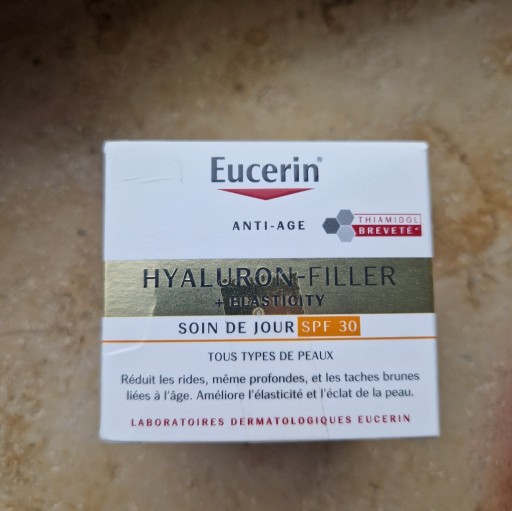 Eucerin®
ANTI-AGE
THIAMIDOL
BREVETÉ*
HYALURON-FILLER
+ ELASTICITY
SOIN DE JOUR SPF 30
TOUS TYPES DE PEAUX
Réduit les rides, même profondes, et les taches brunes
liées à l'âge. Améliore l'élasticité et l'éclat de la peau.
LABORATOIRES DERMATOLOGIQUES EUCERIN